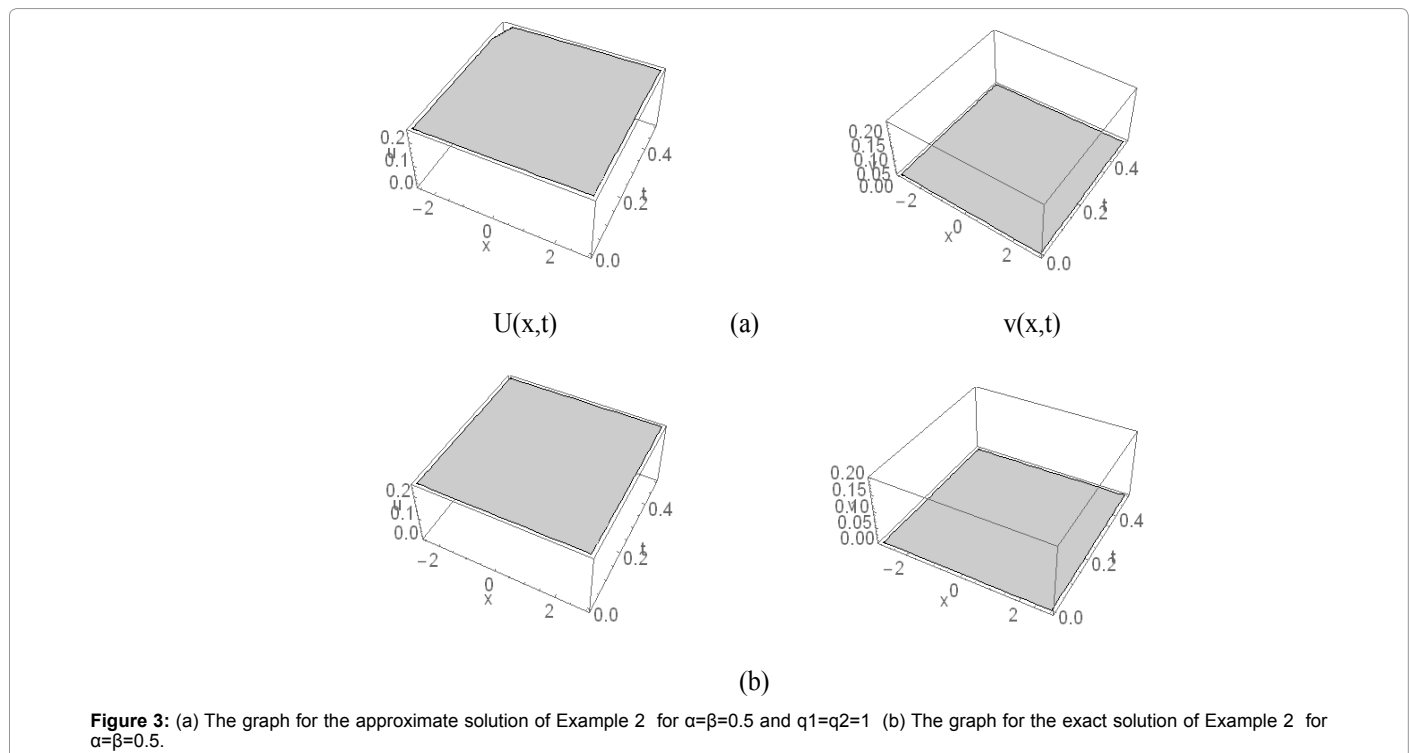 0.2
u
0.1
0.0
−2
0
x
2
0.0
0.2
t
0.4
0.20
0.15
0.10
0.05
0.00
−2
x
0
2
0.0
0.2
t
0.4
U(x,t) (a) v(x,t)
0.2
u
0.1
0.0
−2
0
x
2
0.0
0.2
t
0.4
0.20
0.15
0.10
v
0.05
0.00
−2
x
0
2
0.0
0.2
t
0.4
(b)
Figure 3: (a) The graph for the approximate solution of Example 2 for α=β=0.5 and q1=q2=1 (b) The graph for the exact solution of Example 2 for
α=β=0.5.